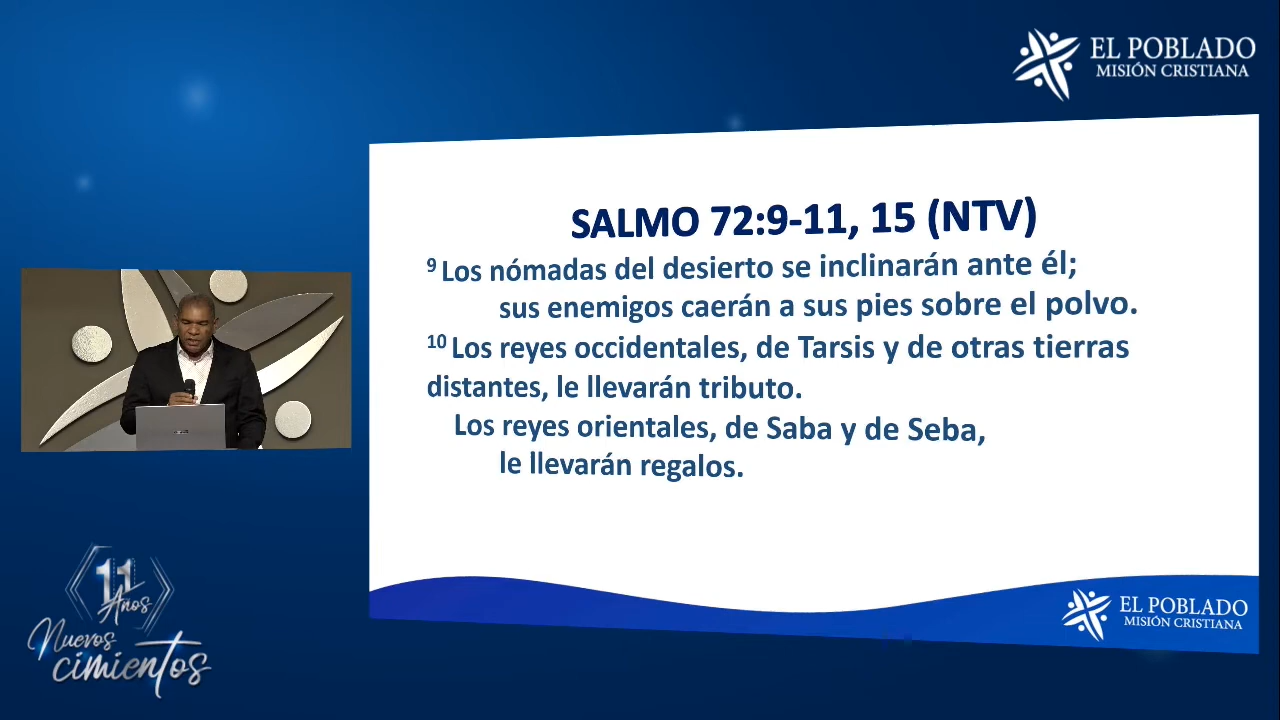 EL POBLADO
MISIÓN CRISTIANA
SALMO 72:9-11, 15 (NTV)
9 Los nómadas del desierto se inclinarán ante él;
sus enemigos caerán a sus pies sobre el polvo.
10 Los reyes occidentales, de Tarsis y de otras tierras
distantes, le llevarán tributo.
Los reyes orientales, de Saba y de Seba,
le llevarán regalos.
11
Años
Nuevos
cimientos
EL POBLADO
MISIÓN CRISTIANA